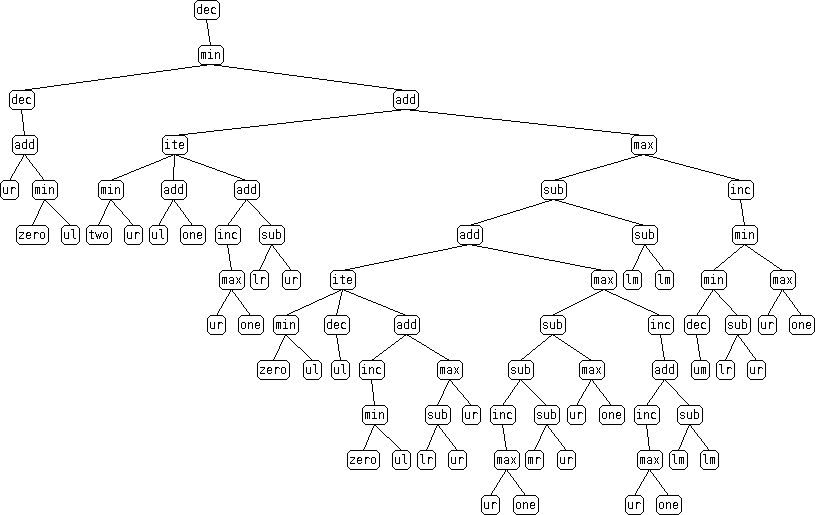 dec
min
dec add
add ite max
ur min min add add sub inc
zero ul two ur ul one inc sub add sub min
max lr ur ite max lm lm min max
ur one min dec add sub inc dec sub ur one
zero ul ul inc max sub max add um lr ur
min sub ur inc sub ur one inc sub
zero ul lr ur max mr ur max lm lm
ur one ur one